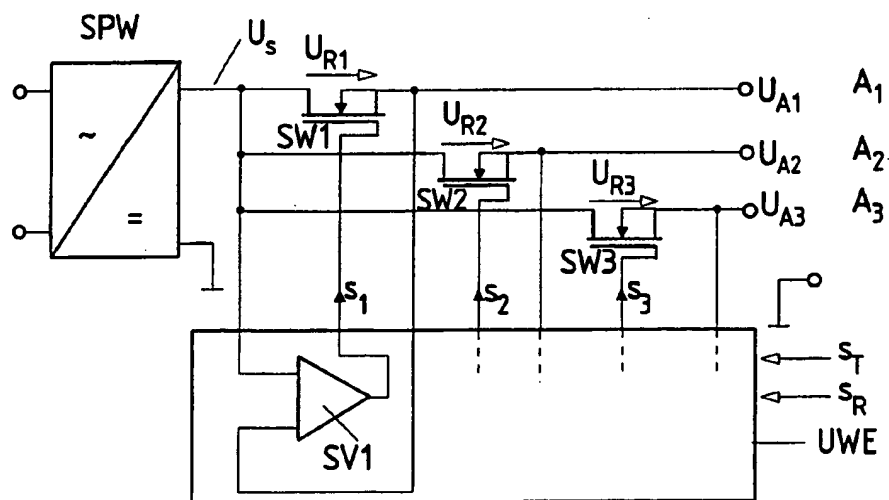 SPW
U_s
U_R1
U_A1 A_1
SW1
U_R2
U_A2 A_2
SW2
U_R3
U_A3 A_3
SW3
~
=
s_1 s_2 s_3
s_T
s_R
UWE
SV1